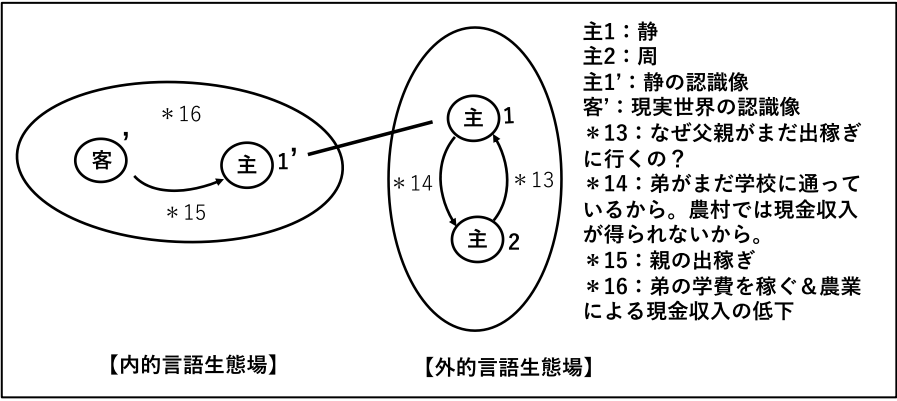 ＊16
客
’
主
1’
＊15
主
1
＊14
＊13
主
2
【内的言語生態場】
【外的言語生態場】
主1：静
主2：周
主1’：静の認識像
客’：現実世界の認識像
＊13：なぜ父親がまだ出稼ぎ
に行くの？
＊14：弟がまだ学校に通って
いるから。農村では現金収入
が得られないから。
＊15：親の出稼ぎ
＊16：弟の学費を稼ぐ＆農業
による現金収入の低下